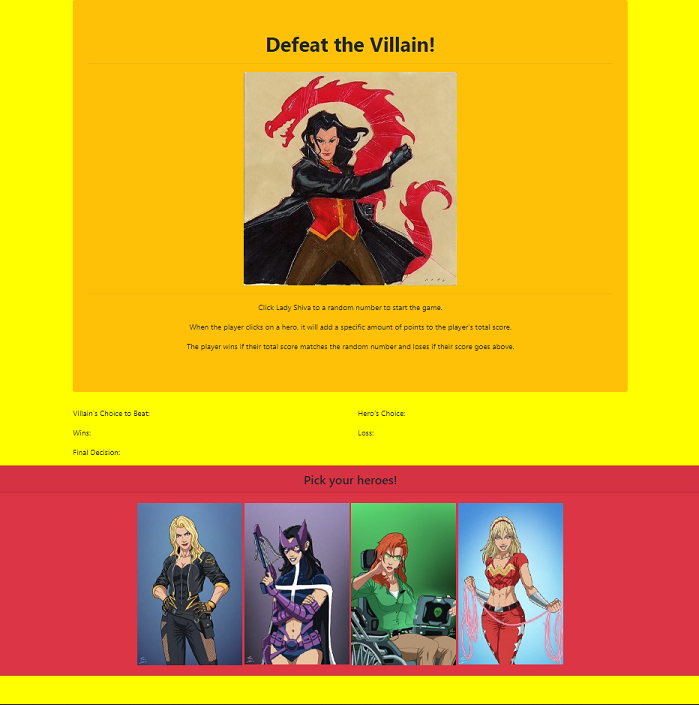 Defeat the Villain!
Click Lady Shiva to a random number to start the game.
When the player clicks on a hero, it will add a specific amount of points to the player's total score.
The player wins if their total score matches the random number and loses if their score goes above.
Villain's Choice to Beat:
Hero's Choice:
Wins:
Loss:
Final Decision:
Pick your heroes!